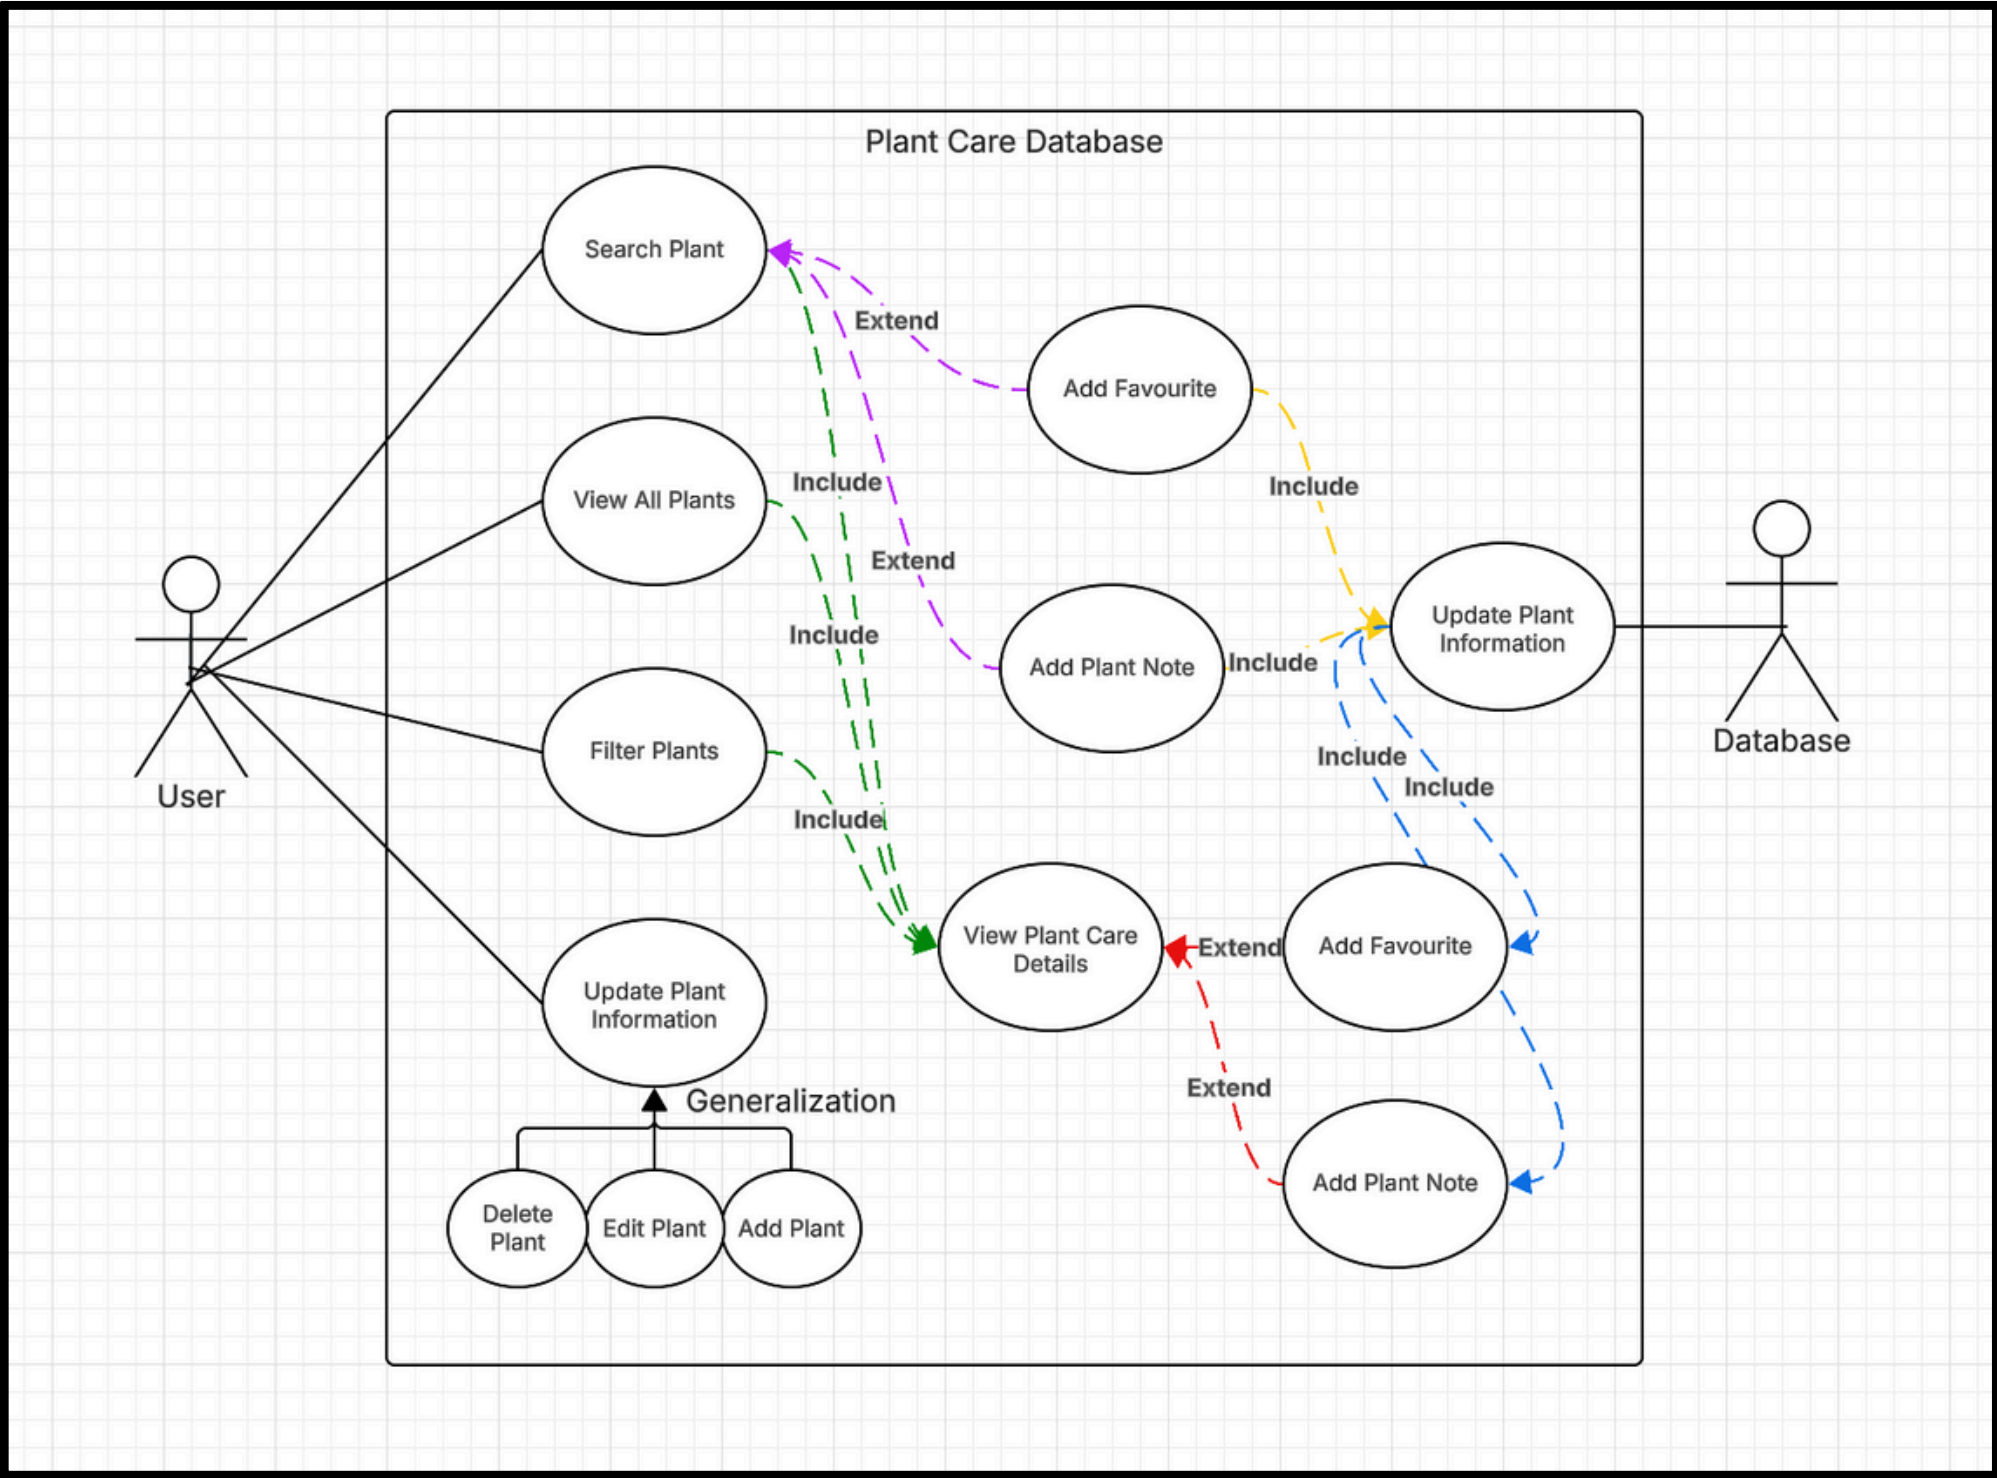 Plant Care Database
Search Plant
Extend
Add Favourite
Include
View All Plants
Include
Extend
Update Plant
Information
Include
Add Plant Note
Include
Filter Plants
Include
Include
Include
User
Database
View Plant Care
Details
Extend
Add Favourite
Update Plant
Information
Extend
Generalization
Add Plant Note
Delete
Plant
Edit Plant
Add Plant